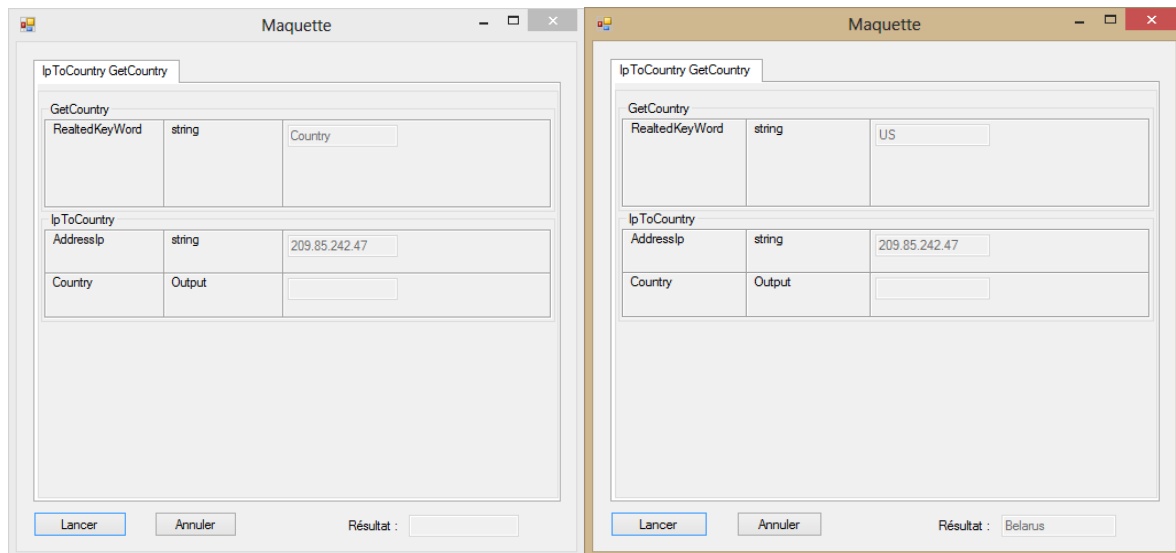 Maquette
IpToCountry GetCountry
GetCountry
RealtedKeyWord string Country
IpToCountry
AddressIp string 209.85.242.47
Country Output
Lancer Annuler Résultat :
Maquette
IpToCountry GetCountry
GetCountry
RealtedKeyWord string US
IpToCountry
AddressIp string 209.85.242.47
Country Output
Lancer Annuler Résultat : Belarus